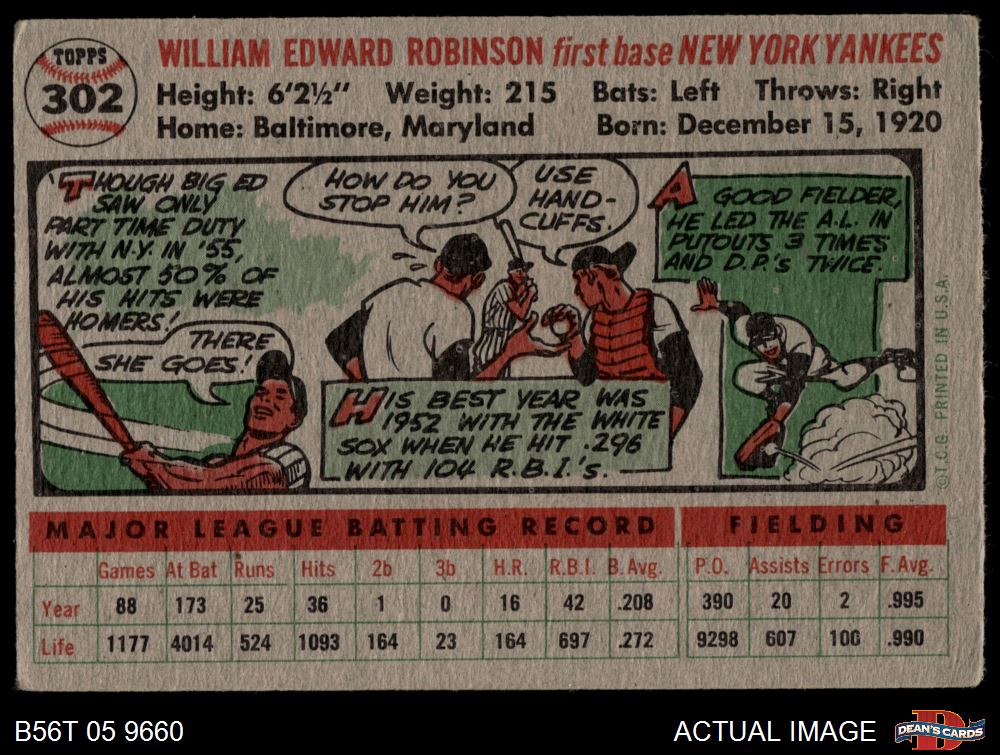 TOPPS
302
WILLIAM EDWARD ROBINSON first base NEW YORK YANKEES
Height: 6'2½" Weight: 215 Bats: Left Throws: Right
Home: Baltimore, Maryland Born: December 15, 1920
THOUGH BIG ED
SAW ONLY
PART TIME DUTY
WITH N.Y. IN '55,
ALMOST 50% OF
HIS HITS WERE
HOMERS!
THERE
SHE GOES!
HOW DO YOU
STOP HIM?
USE
HAND-
CUFFS.
HIS BEST YEAR WAS
1952 WITH THE WHITE
SOX WHEN HE HIT .296
WITH 104 R.B.I.'s.
A GOOD FIELDER,
HE LED THE A.L. IN
PUTOUTS 3 TIMES
AND D.P.'s TWICE.
©T.C.G. PRINTED IN U.S.A
MAJOR LEAGUE BATTING RECORD FIELDING
Games At Bat Runs Hits 2b 3b H.R. R.B.I. B.Avg. P.O. Assists Errors F.Avg.
Year 88 173 25 36 1 0 16 42 .208 390 20 2 .995
Life 1177 4014 524 1093 164 23 164 697 .272 9298 607 100 .990
B56T 05 9660 ACTUAL IMAGE DEAN'S CARDS